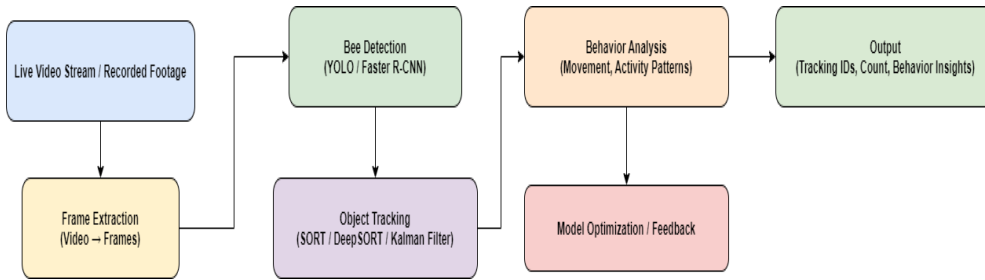 Live Video Stream / Recorded Footage
Frame Extraction
(Video → Frames)
Bee Detection
(YOLO / Faster R-CNN)
Object Tracking
(SORT / DeepSORT / Kalman Filter)
Behavior Analysis
(Movement, Activity Patterns)
Model Optimization / Feedback
Output
(Tracking IDs, Count, Behavior Insights)